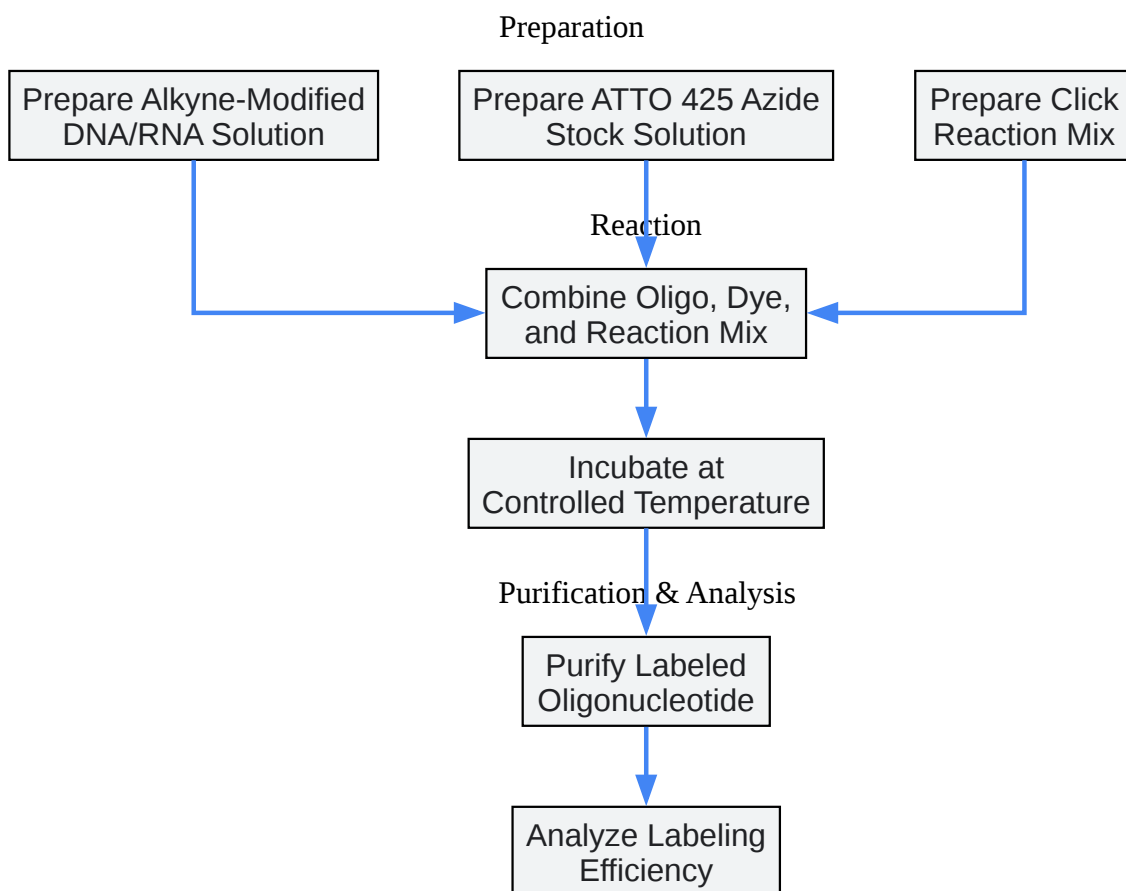 Preparation
Prepare Alkyne-Modified
DNA/RNA Solution
Prepare ATTO 425 Azide
Stock Solution
Prepare Click
Reaction Mix
Reaction
Combine Oligo, Dye,
and Reaction Mix
Incubate at
Controlled Temperature
Purification & Analysis
Purify Labeled
Oligonucleotide
Analyze Labeling
Efficiency